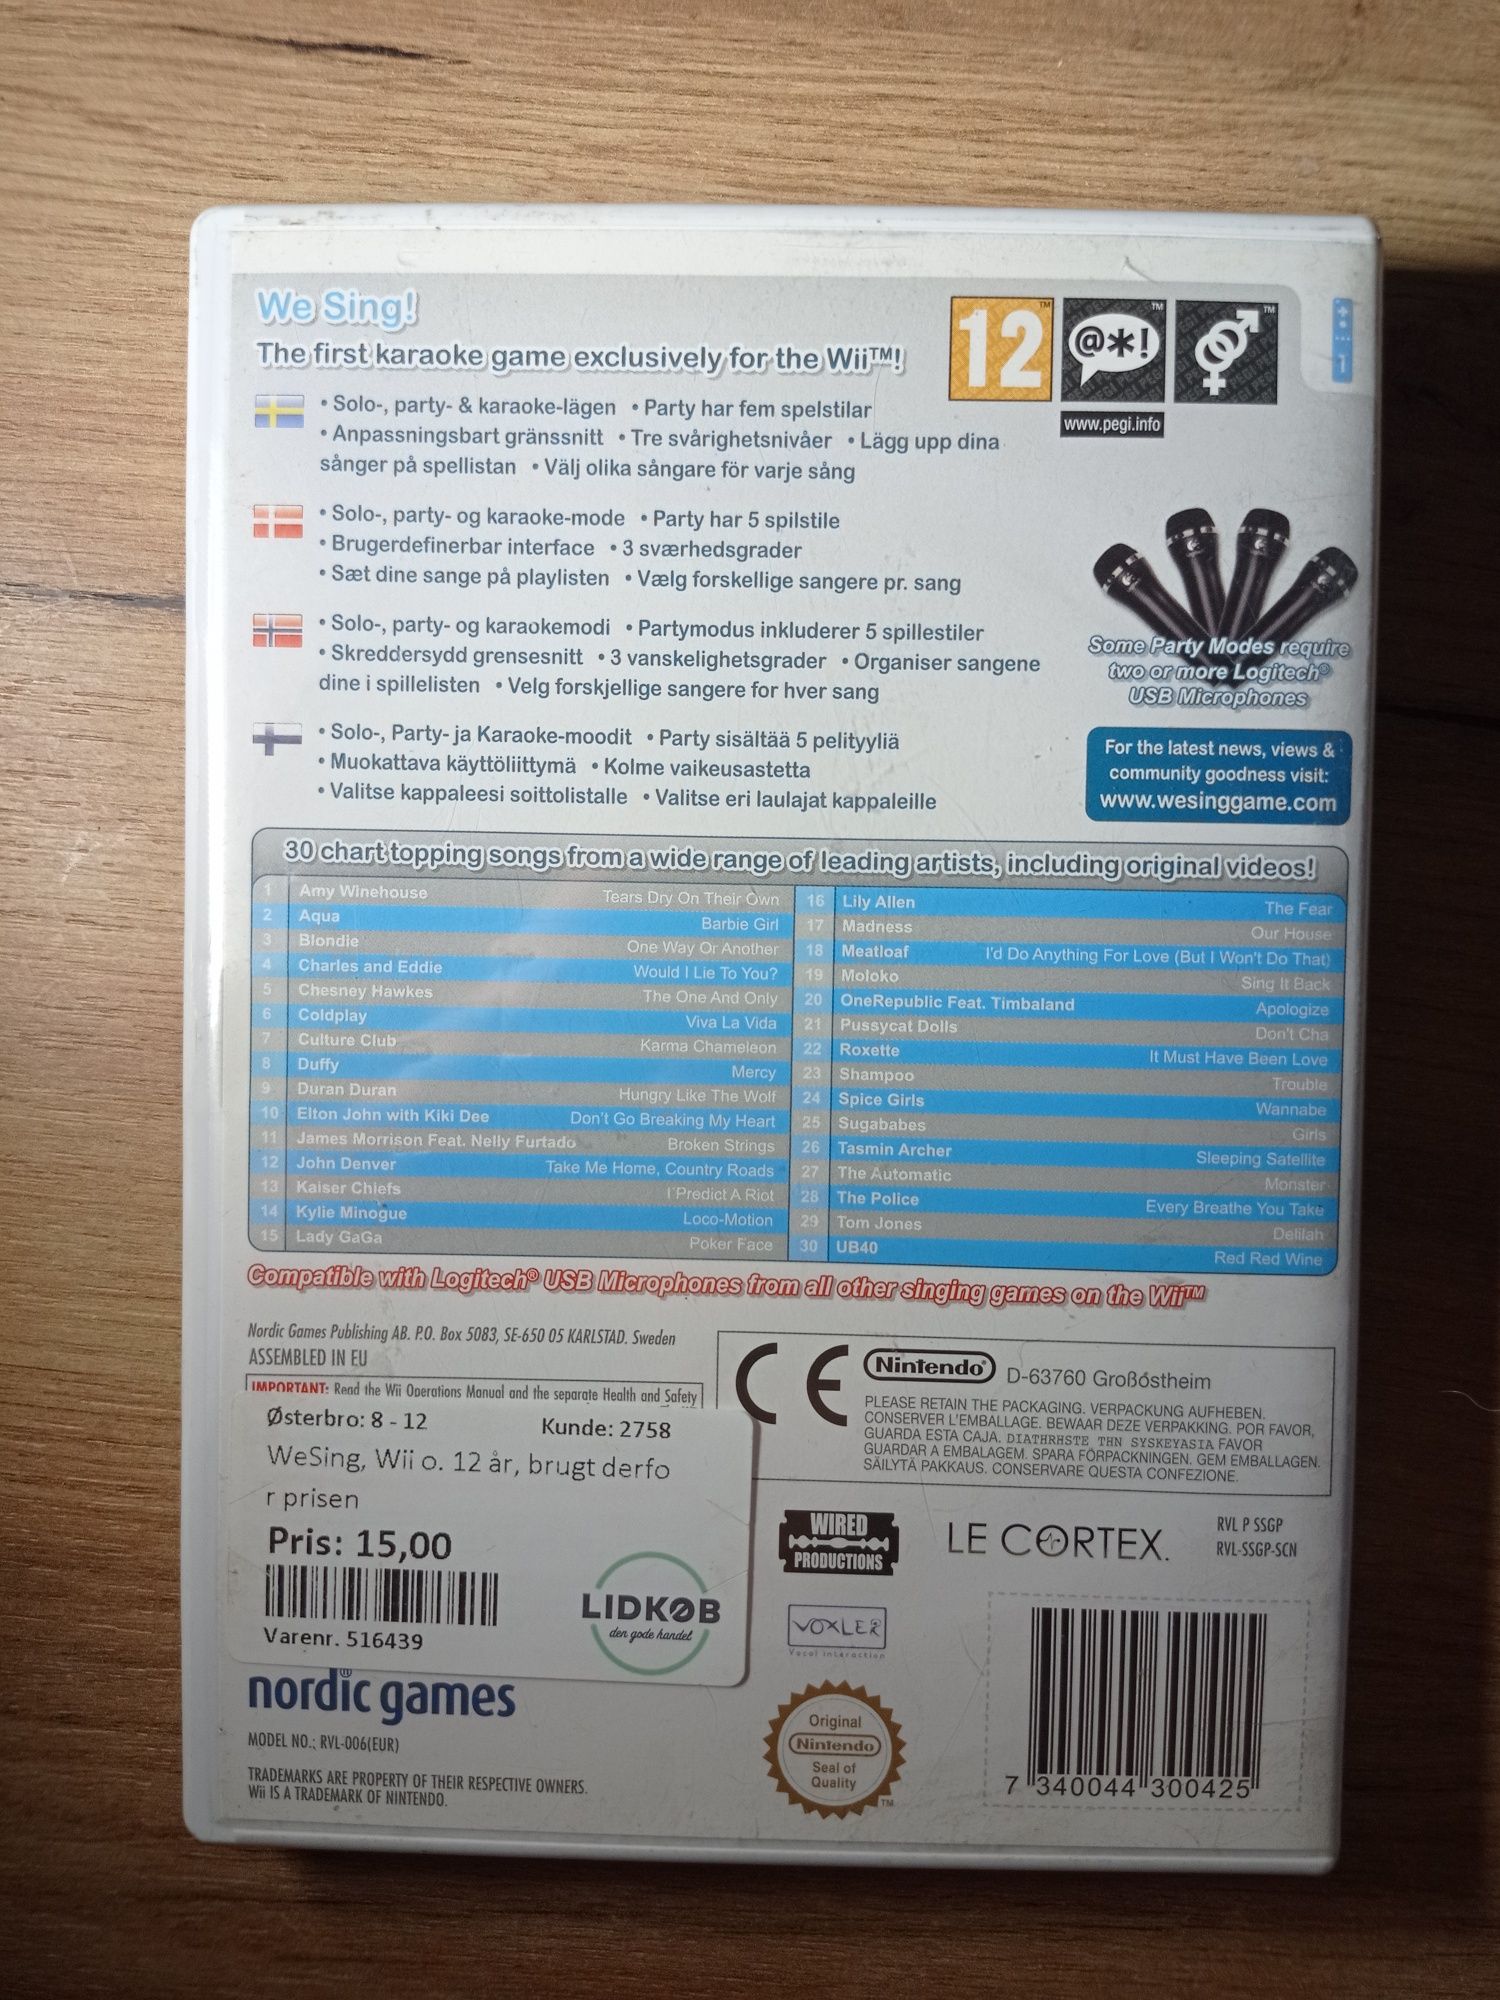 We Sing!
The first karaoke game exclusively for the Wii™!
12
™
@*!
™
™
www.pegi.info
1
• Solo-, party- & karaoke-lägen • Party har fem spelstilar
• Anpassningsbart gränssnitt • Tre svårighetsnivåer • Lägg upp dina
sånger på spellistan • Välj olika sångare för varje sång
• Solo-, party- og karaoke-mode • Party har 5 spilstile
• Brugerdefinerbar interface • 3 sværhedsgrader
• Sæt dine sange på playlisten • Vælg forskellige sangere pr. sang
• Solo-, party- og karaokemodi • Partymodus inkluderer 5 spillestiler
• Skreddersydd grensesnitt • 3 vanskelighetsgrader • Organiser sangene
dine i spillelisten • Velg forskjellige sangere for hver sang
• Solo-, Party- ja Karaoke-moodit • Party sisältää 5 pelityyliä
• Muokattava käyttöliittymä • Kolme vaikeusastetta
• Valitse kappaleesi soittolistalle • Valitse eri laulajat kappaleille
Some Party Modes require
two or more Logitech®
USB Microphones
For the latest news, views &
community goodness visit:
www.wesinggame.com
30 chart topping songs from a wide range of leading artists, including original videos!
1 Amy Winehouse Tears Dry On Their Own
2 Aqua Barbie Girl
3 Blondie One Way Or Another
4 Charles and Eddie Would I Lie To You?
5 Chesney Hawkes The One And Only
6 Coldplay Viva La Vida
7 Culture Club Karma Chameleon
8 Duffy Mercy
9 Duran Duran Hungry Like The Wolf
10 Elton John with Kiki Dee Don't Go Breaking My Heart
11 James Morrison Feat. Nelly Furtado Broken Strings
12 John Denver Take Me Home, Country Roads
13 Kaiser Chiefs I Predict A Riot
14 Kylie Minogue Loco-Motion
15 Lady GaGa Poker Face
16 Lily Allen The Fear
17 Madness Our House
18 Meatloaf I'd Do Anything For Love (But I Won't Do That)
19 Moloko Sing It Back
20 OneRepublic Feat. Timbaland Apologize
21 Pussycat Dolls Don't Cha
22 Roxette It Must Have Been Love
23 Shampoo Trouble
24 Spice Girls Wannabe
25 Sugababes Girls
26 Tasmin Archer Sleeping Satellite
27 The Automatic Monster
28 The Police Every Breathe You Take
29 Tom Jones Delilah
30 UB40 Red Red Wine
Compatible with Logitech® USB Microphones from all other singing games on the Wii™
Nordic Games Publishing AB. P.O. Box 5083, SE-650 05 KARLSTAD. Sweden
ASSEMBLED IN EU
IMPORTANT: Read the Wii Operations Manual and the separate Health and Safety
CE
Nintendo®
D-63760 Großostheim
PLEASE RETAIN THE PACKAGING. VERPACKUNG AUFHEBEN.
CONSERVER L'EMBALLAGE. BEWAAR DEZE VERPAKKING. POR FAVOR,
GUARDA ESTA CAJA. DIATHRHSTE THN SYSKEYASIA FAVOR
GUARDAR A EMBALAGEM. SPARA FÖRPACKNINGEN. GEM EMBALLAGEN.
SÄILYTÄ PAKKAUS. CONSERVARE QUESTA CONFEZIONE.
Østerbro: 8 - 12 Kunde: 2758
WeSing, Wii o. 12 år, brugt derfo
r prisen
Pris: 15,00
Varenr. 516439
LIDKØB
den gode handel
WIRED
PRODUCTIONS
LE CORTEX.
RVL P SSGP
RVL-SSGP-SCN
VOXLER
Vocal interaction
nordic games
®
MODEL NO.: RVL-006(EUR)
TRADEMARKS ARE PROPERTY OF THEIR RESPECTIVE OWNERS.
Wii IS A TRADEMARK OF NINTENDO.
Original
Nintendo
Seal of
Quality
™
7 340044 300425